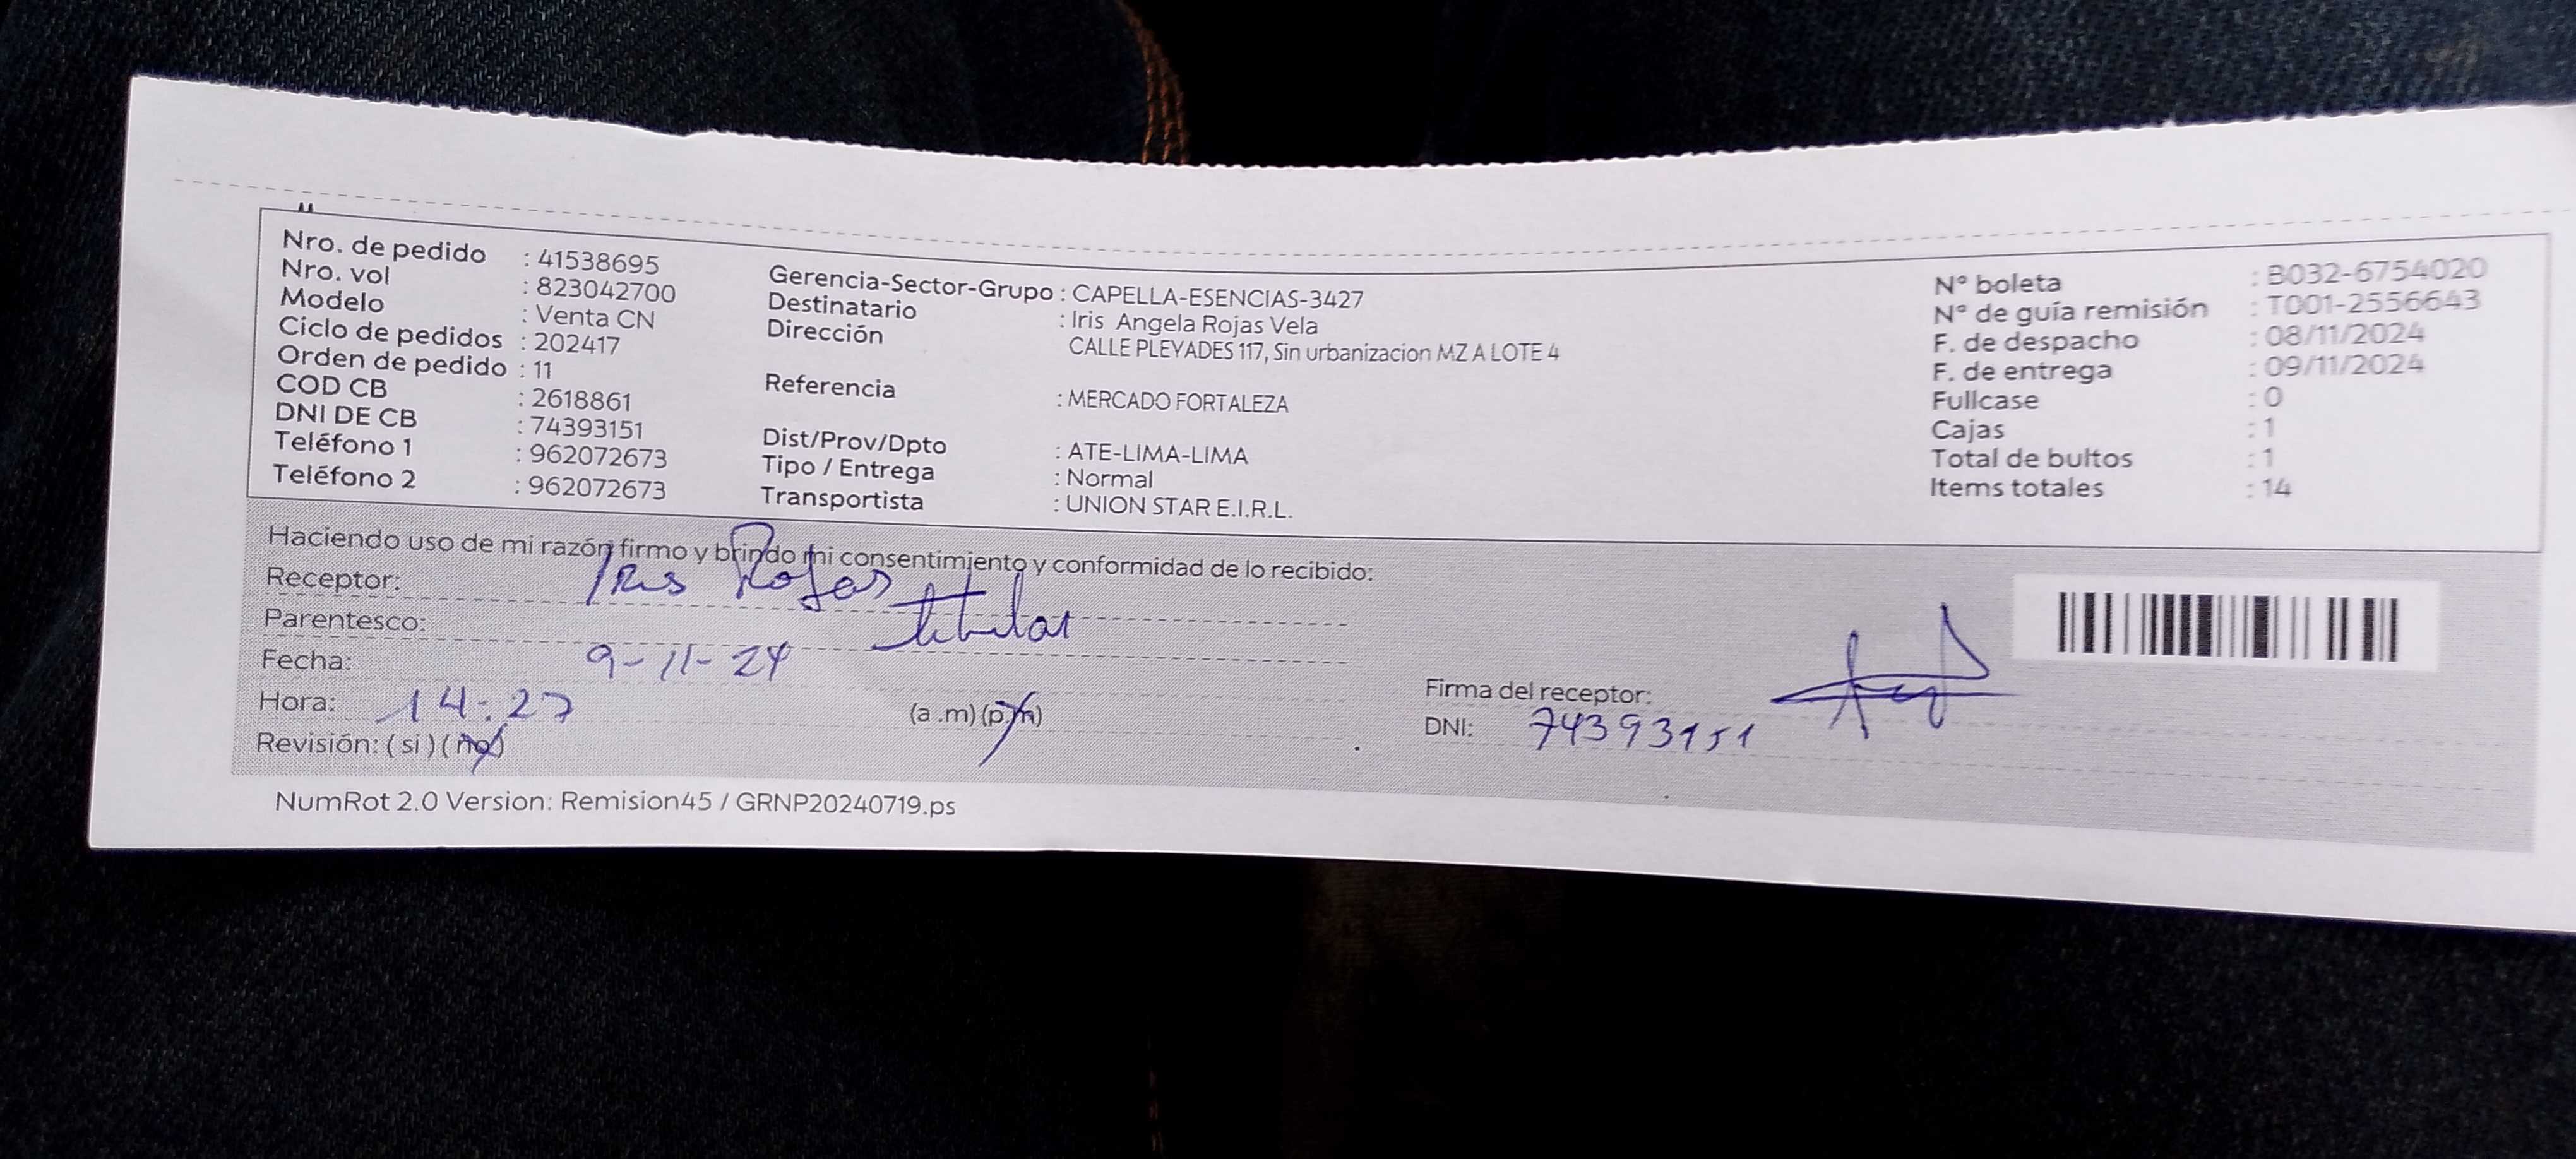 Nro. de pedido : 41538695
Nro. vol : 823042700
Modelo : Venta CN
Ciclo de pedidos : 202417
Orden de pedido : 11
COD CB : 2618861
DNI DE CB : 74393151
Teléfono 1 : 962072673
Teléfono 2 : 962072673
Gerencia-Sector-Grupo : CAPELLA-ESENCIAS-3427
Destinatario : Iris Angela Rojas Vela
Dirección CALLE PLEYADES 117, Sin urbanizacion MZ A LOTE 4
Referencia : MERCADO FORTALEZA
Dist/Prov/Dpto : ATE-LIMA-LIMA
Tipo / Entrega : Normal
Transportista : UNION STAR E.I.R.L.
N° boleta : B032-6754020
N° de guía remisión : T001-2556643
F. de despacho : 08/11/2024
F. de entrega : 09/11/2024
Fullcase : 0
Cajas : 1
Total de bultos : 1
Items totales : 14
Haciendo uso de mi razón firmo y brindo mi consentimiento y conformidad de lo recibido:
Receptor: Iris Rojas
Parentesco: titular
Fecha: 9-11-24
Hora: 14:27 (a .m) (p.m)
Revisión: ( si ) ( no )
Firma del receptor:
DNI: 74393151
NumRot 2.0 Version: Remision45 / GRNP20240719.ps